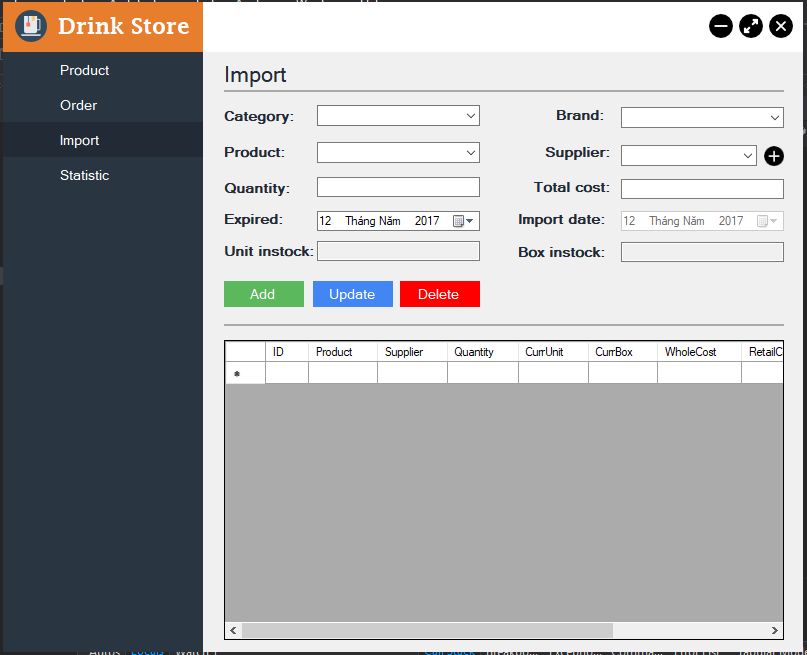 Drink Store
Product
Order
Import
Statistic
Import
Category:
Brand:
Product:
Supplier:
Quantity:
Total cost:
Expired: 12 Tháng Năm 2017
Import date: 12 Tháng Năm 2017
Unit instock:
Box instock:
Add Update Delete
ID Product Supplier Quantity CurrUnit CurrBox WholeCost RetailC